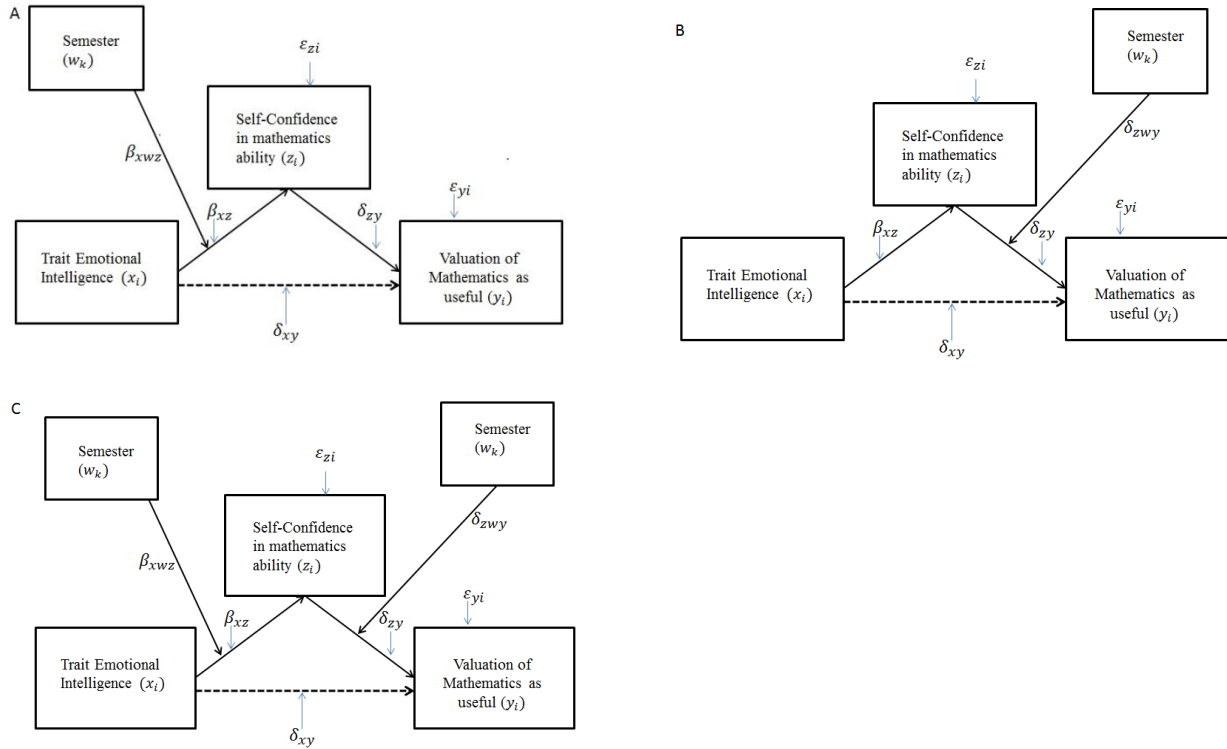 A
Semester
(w_k)
ε_zi
Self-Confidence
in mathematics
ability (z_i)
β_xwz
ε_yi
β_xz
δ_zy
Trait Emotional
Intelligence (x_i)
Valuation of
Mathematics as
useful (y_i)
δ_xy
B
Semester
(w_k)
ε_zi
Self-Confidence
in mathematics
ability (z_i)
δ_zwy
ε_yi
β_xz
δ_zy
Trait Emotional
Intelligence (x_i)
Valuation of
Mathematics as
useful (y_i)
δ_xy
C
Semester
(w_k)
Semester
(w_k)
ε_zi
Self-Confidence
in mathematics
ability (z_i)
δ_zwy
β_xwz
ε_yi
β_xz
δ_zy
Trait Emotional
Intelligence (x_i)
Valuation of
Mathematics as
useful (y_i)
δ_xy